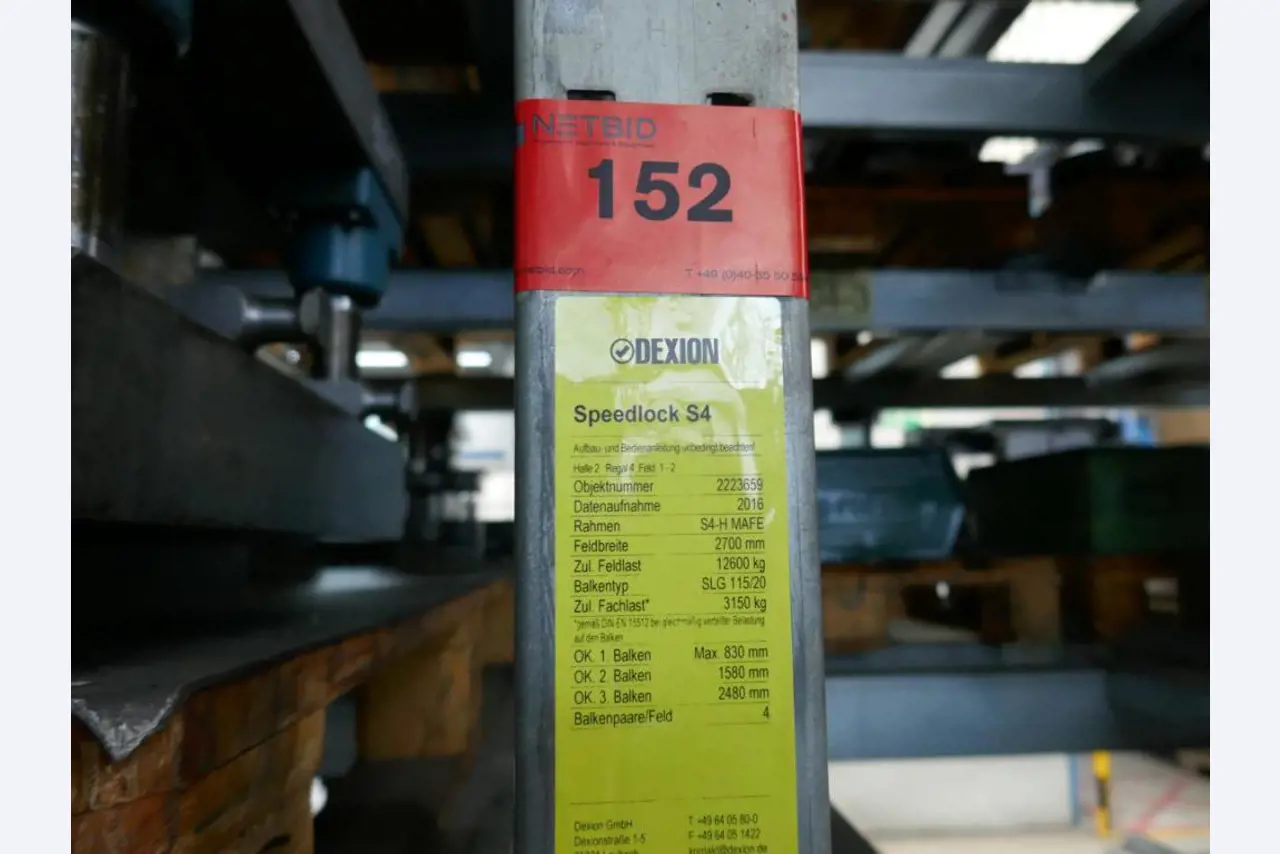 NETBID
152
T +49 (0)40-35 50 5
DEXION
Speedlock S4
Aufbau- und Bedienanleitung unbedingt beachten!
Halle 2 Regal 4 Feld 1 - 2
Objektnummer 2223659
Datenaufnahme 2016
Rahmen S4-H MAFE
Feldbreite 2700 mm
Zul. Feldlast 12600 kg
Balkentyp SLG 115/20
Zul. Fachlast* 3150 kg
*gemäß DIN EN 15512 bei gleichmäßig verteilter Belastung
auf den Balken
OK. 1. Balken Max. 830 mm
OK. 2. Balken 1580 mm
OK. 3. Balken 2480 mm
Balkenpaare/Feld 4
Dexion GmbH T +49 64 05 80-0
Dexionstraße 1-5 F +49 64 05 1422
kontakt@dexion.de